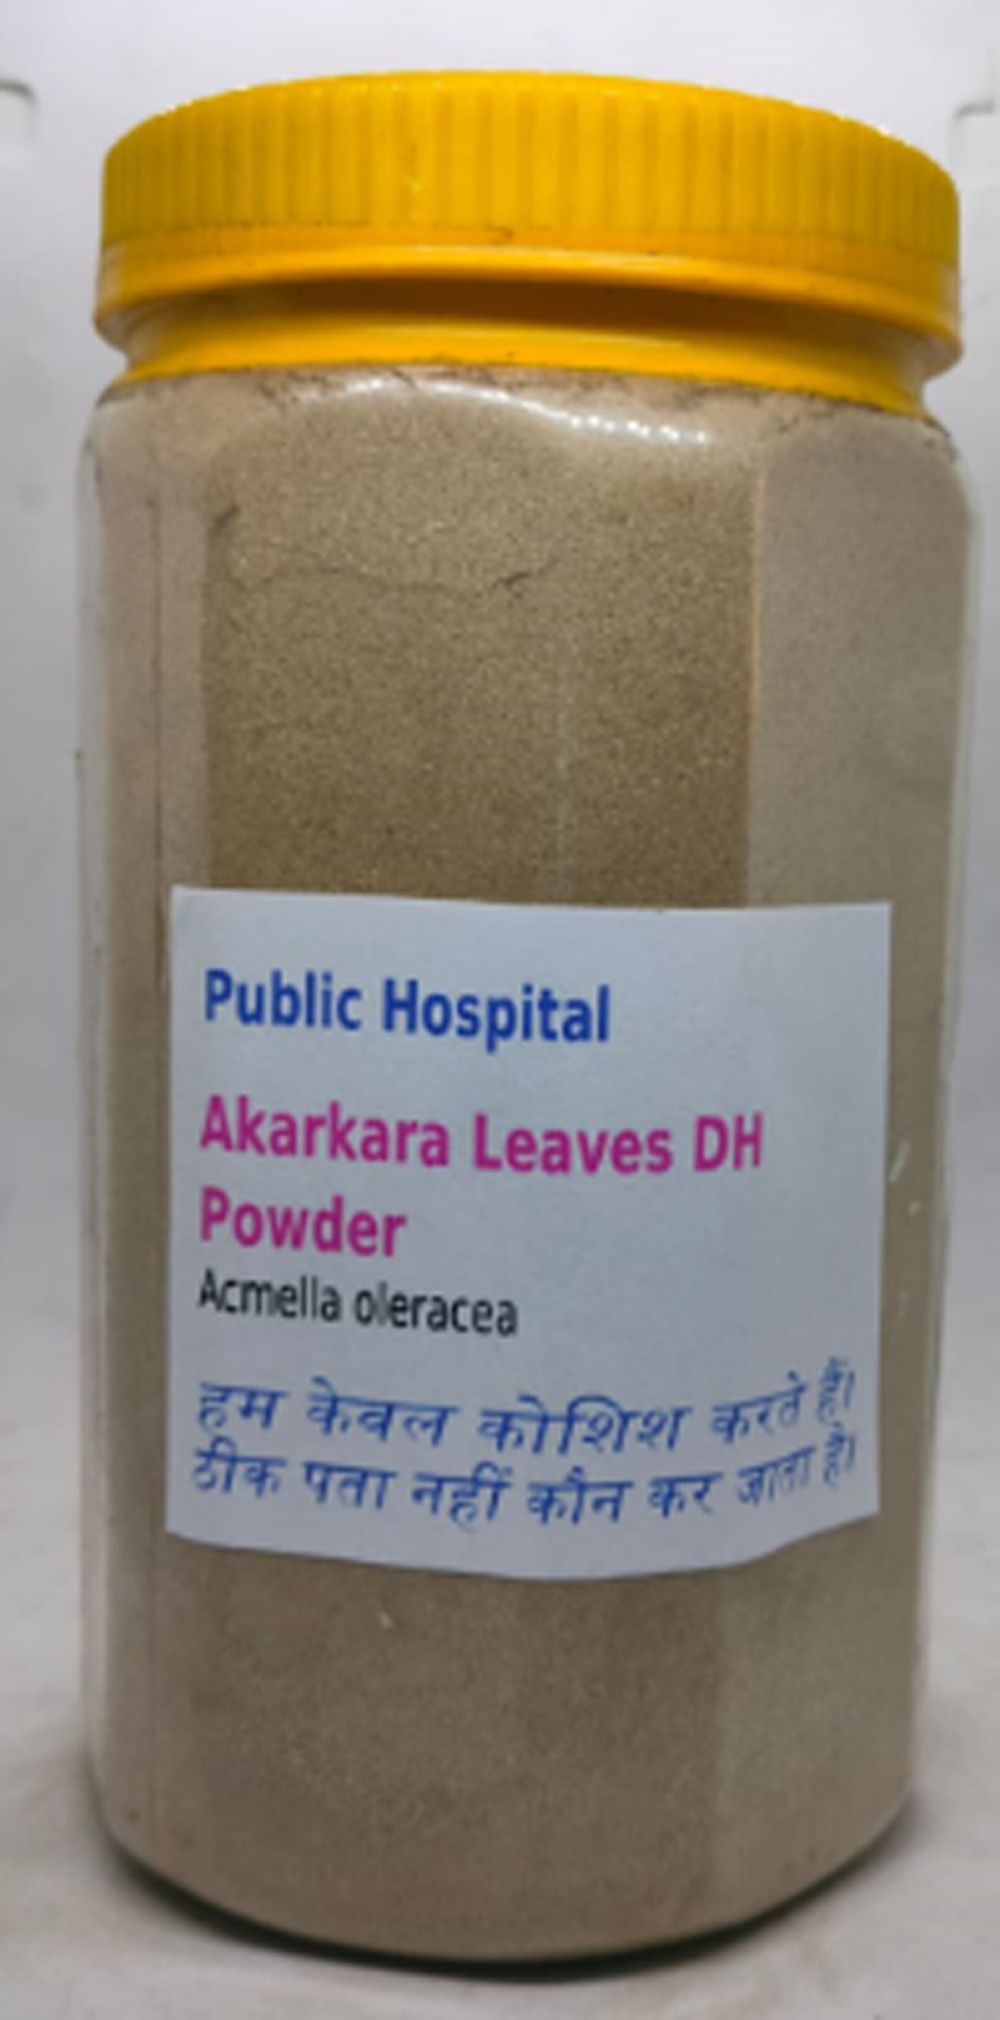 Public Hospital
Akarkara Leaves DH
Powder
Acmella oleracea
हम केवल कोशिश करते हैं।
ठीक पता नहीं कौन कर जाता है।